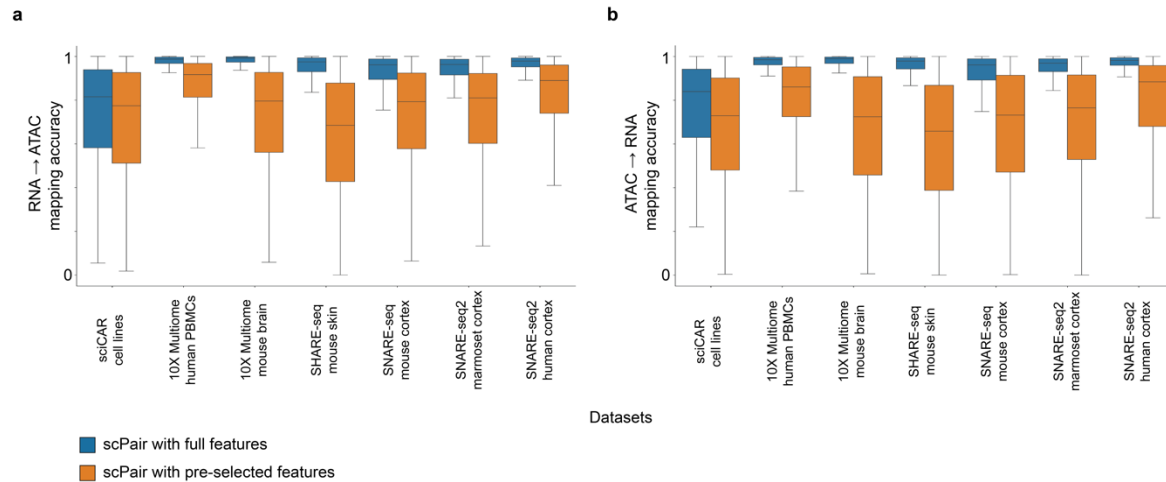 a
RNA → ATAC
mapping accuracy
1
0
sciCAR
cell lines
10X Multiome
human PBMCs
10X Multiome
mouse brain
SHARE-seq
mouse skin
SNARE-seq
mouse cortex
SNARE-seq2
marmoset cortex
SNARE-seq2
human cortex
b
ATAC → RNA
mapping accuracy
1
0
sciCAR
cell lines
10X Multiome
human PBMCs
10X Multiome
mouse brain
SHARE-seq
mouse skin
SNARE-seq
mouse cortex
SNARE-seq2
marmoset cortex
SNARE-seq2
human cortex
Datasets
scPair with full features
scPair with pre-selected features